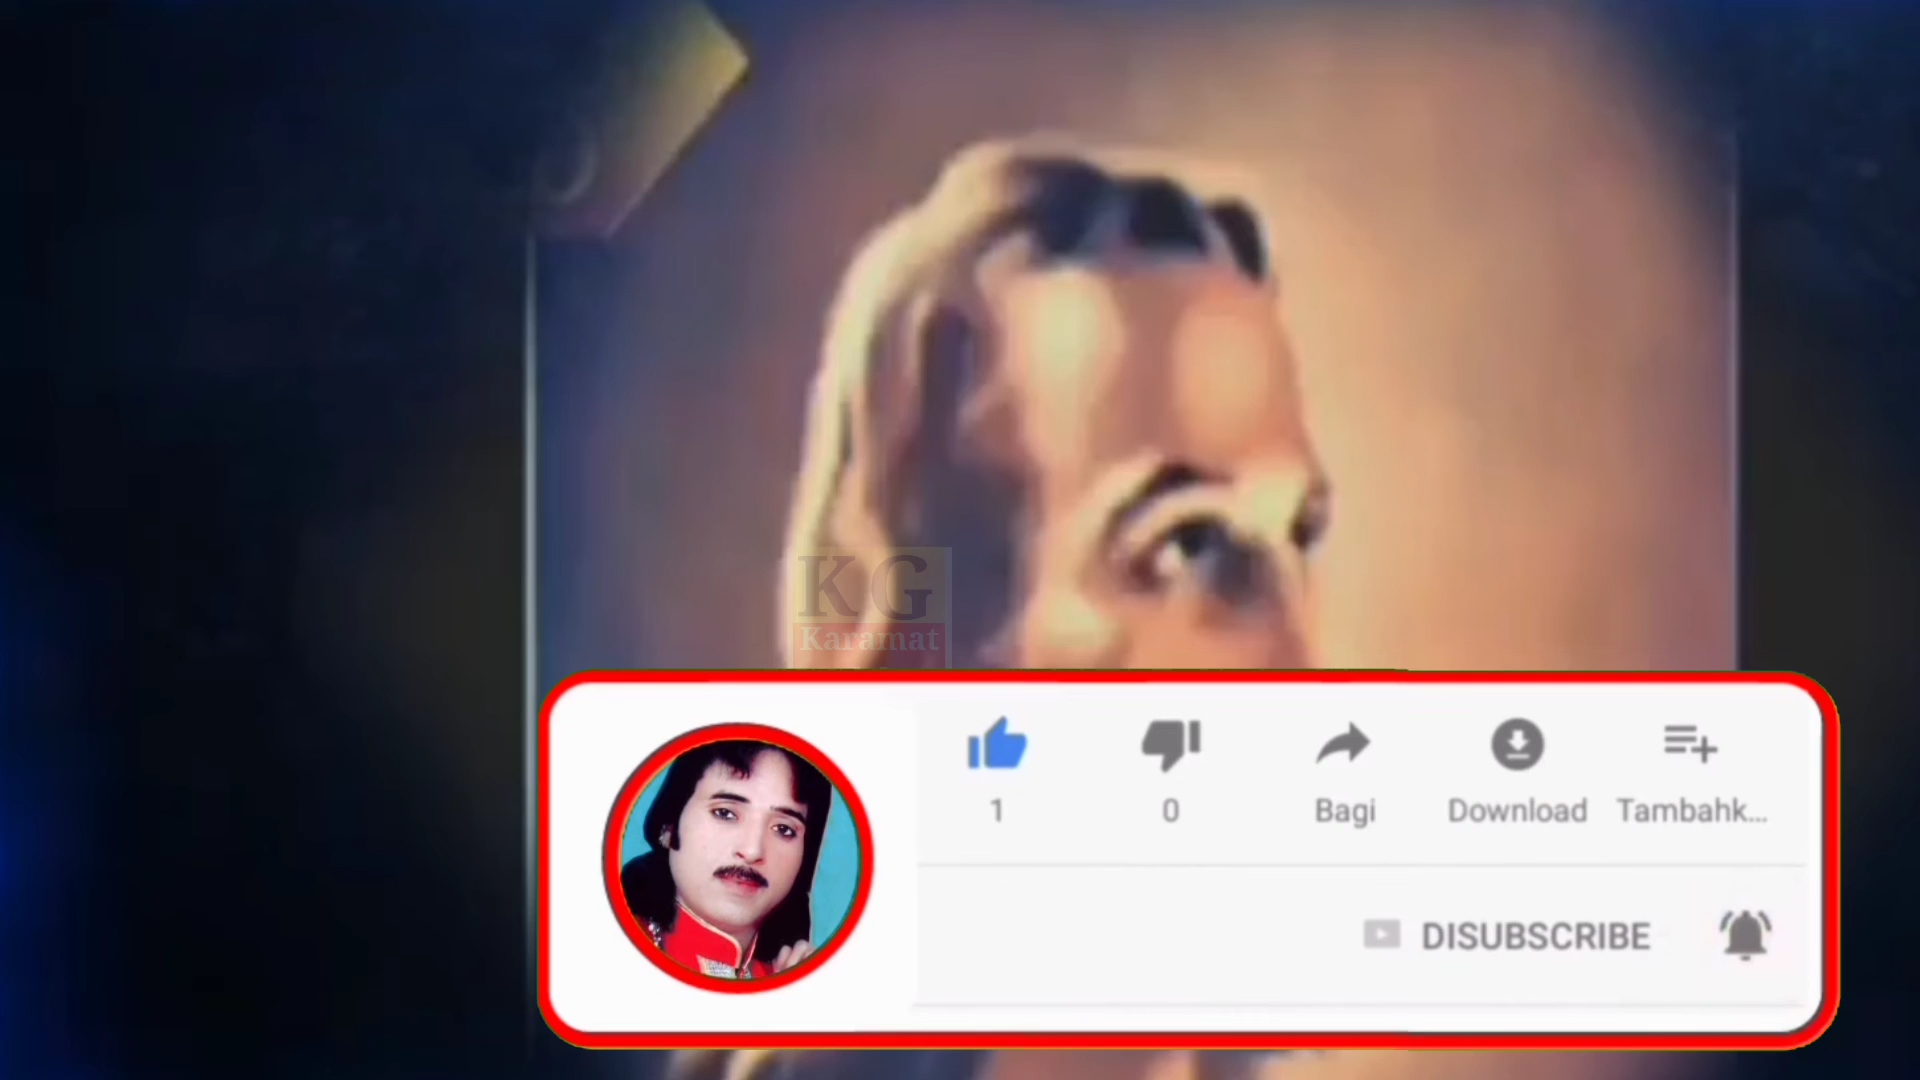 KG
Karamat
1
0
Bagi
Download
Tambahk...
DISUBSCRIBE